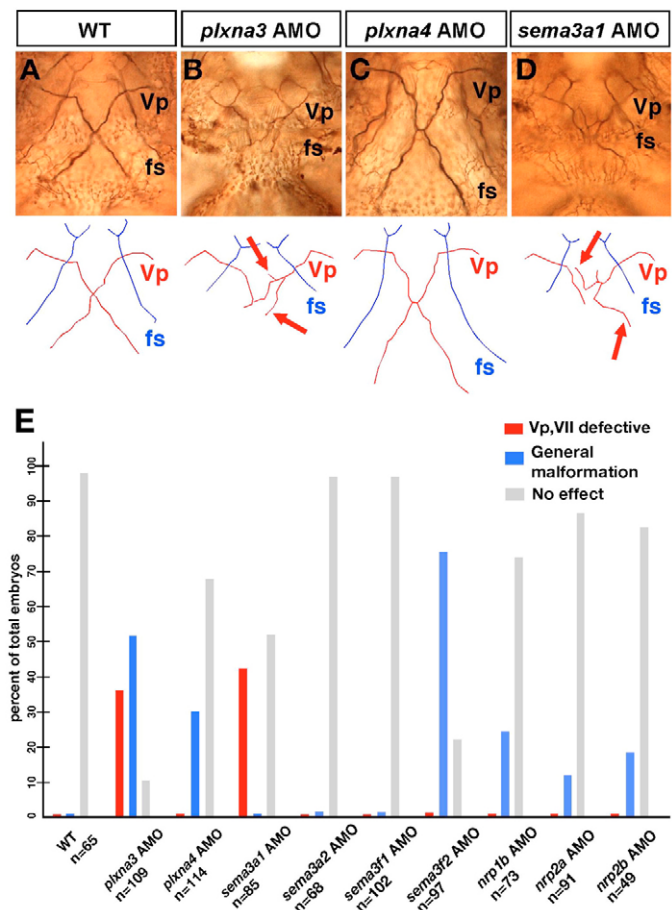 WT
plxna3 AMO
plxna4 AMO
sema3a1 AMO
A
B
C
D
Vp
Vp
Vp
Vp
fs
fs
fs
fs
Vp
fs
Vp
fs
Vp
fs
Vp
fs
E
Vp,VII defective
General
malformation
No effect
percent of total embryos
100
90
80
70
60
50
40
30
20
10
0
WT
n=65
plxna3 AMO
n=109
plxna4 AMO
n=114
sema3a1 AMO
n=85
sema3a2 AMO
n=68
sema3f1 AMO
n=102
sema3f2 AMO
n=97
nrp1b AMO
n=73
nrp2a AMO
n=91
nrp2b AMO
n=49